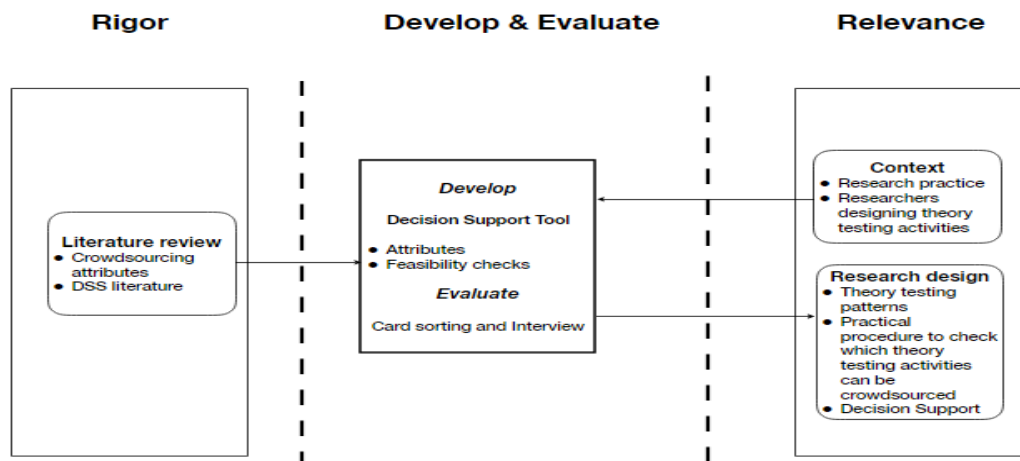 Rigor
Develop & Evaluate
Relevance
Literature review
● Crowdsourcing
attributes
● DSS literature
Develop
Decision Support Tool
● Attributes
● Feasibility checks
Evaluate
Card sorting and Interview
Context
● Research practice
● Researchers
designing theory
testing activities
Research design
● Theory testing
patterns
● Practical
procedure to check
which theory
testing activities
can be
crowdsourced
● Decision Support